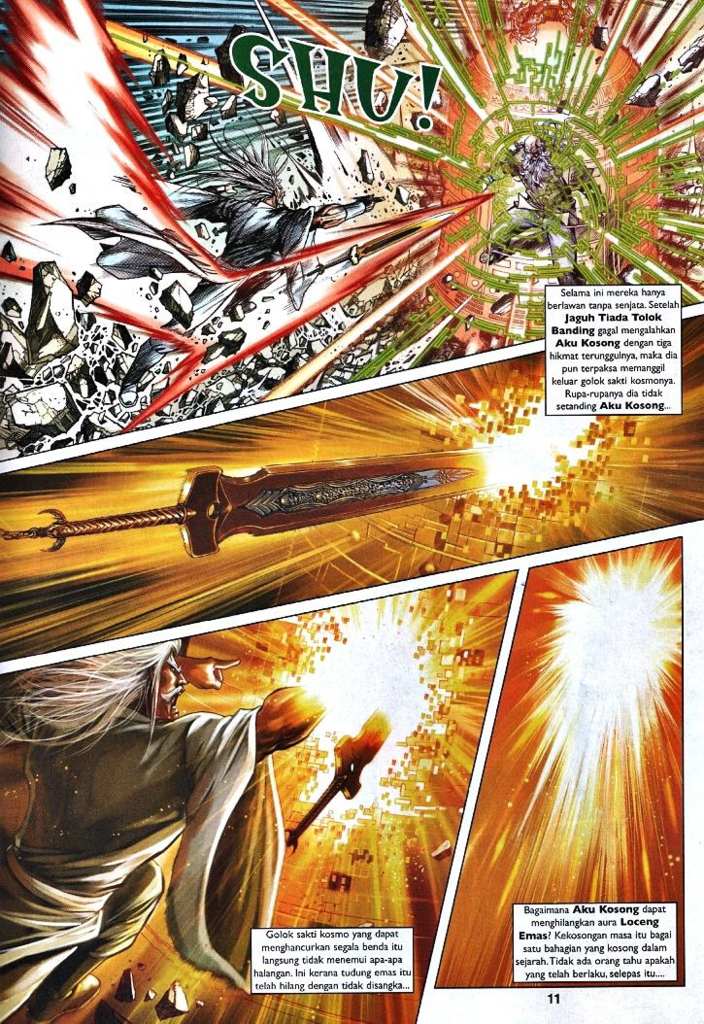 SHU!
Selama ini mereka hanya
berlawan tanpa senjata. Setelah
Jaguh Tiada Tolok
Banding gagal mengalahkan
Aku Kosong dengan tiga
hikmat terunggulnya, maka dia
pun terpaksa memanggil
keluar golok sakti kosmonya.
Rupa-rupanya dia tidak
setanding Aku Kosong...
Golok sakti kosmo yang dapat
menghancurkan segala benda itu
langsung tidak menemui apa-apa
halangan. Ini kerana tudung emas itu
telah hilang dengan tidak disangka...
Bagaimana Aku Kosong dapat
menghilangkan aura Loceng
Emas? Kekosongan masa itu bagai
satu bahagian yang kosong dalam
sejarah. Tidak ada orang tahu apakah
yang telah berlaku, selepas itu....
11